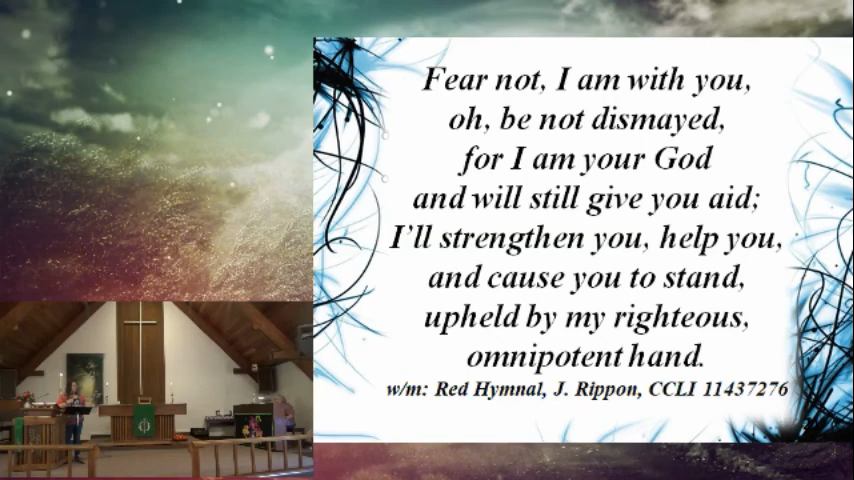 Fear not, I am with you,
oh, be not dismayed,
for I am your God
and will still give you aid;
I'll strengthen you, help you,
and cause you to stand,
upheld by my righteous,
omnipotent hand.
w/m: Red Hymnal, J. Rippon, CCLI 11437276